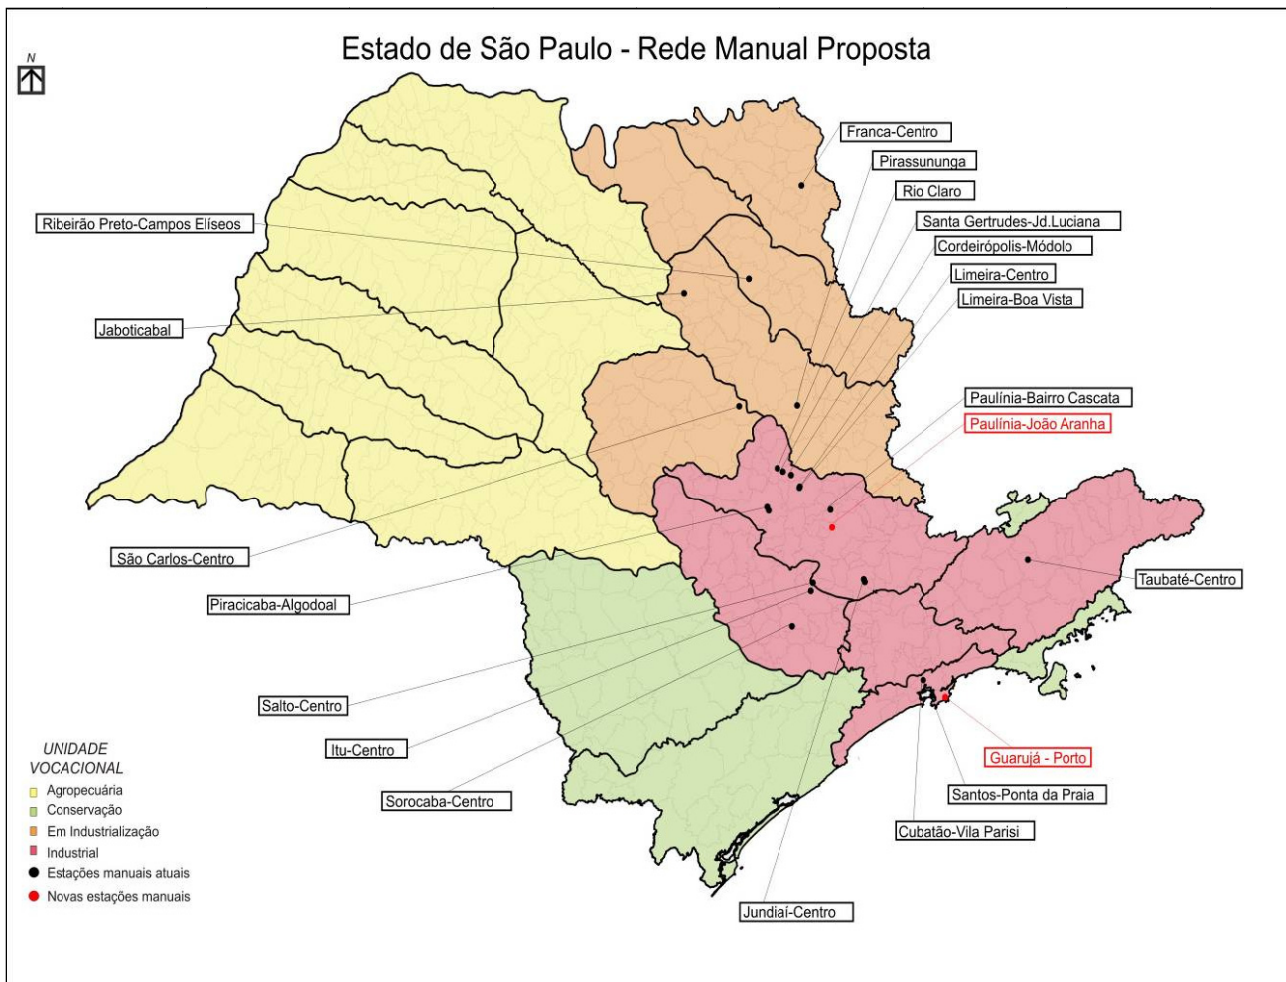 Estado de São Paulo - Rede Manual Proposta
N
Franca-Centro
Pirassununga
Rio Claro
Santa Gertrudes-Jd.Luciana
Cordeirópolis-Módolo
Limeira-Centro
Limeira-Boa Vista
Ribeirão Preto-Campos Elíseos
Jaboticabal
Paulínia-Bairro Cascata
Paulínia-João Aranha
São Carlos-Centro
Taubaté-Centro
Piracicaba-Algodoal
Salto-Centro
Itu-Centro
Sorocaba-Centro
Guarujá - Porto
Santos-Ponta da Praia
Cubatão-Vila Parisi
Jundiaí-Centro
UNIDADE
VOCACIONAL
Agropecuária
Conservação
Em Industrialização
Industrial
Estações manuais atuais
Novas estações manuais